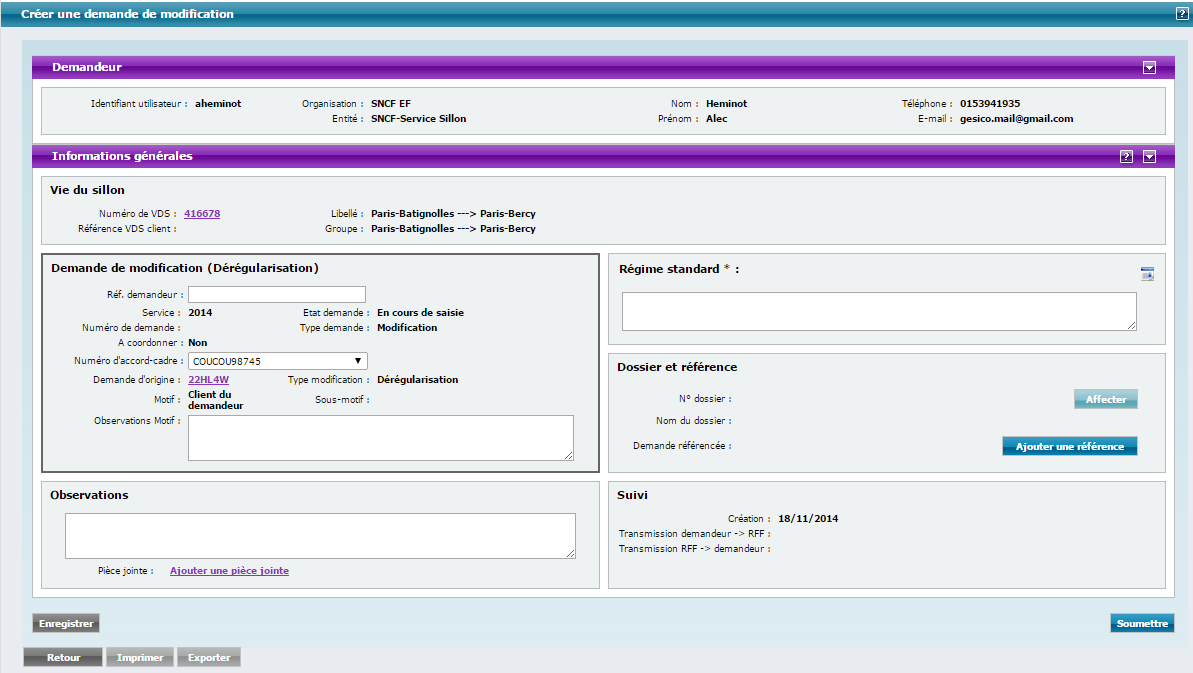 Créer une demande de modification
?
Demandeur
Identifiant utilisateur : aheminot Organisation : SNCF EF Nom : Heminot Téléphone : 0153941935
Entité : SNCF-Service Sillon Prénom : Alec E-mail : gesico.mail@gmail.com
Informations générales
?
Vie du sillon
Numéro de VDS : 416678 Libellé : Paris-Batignolles ---> Paris-Bercy
Référence VDS client : Groupe : Paris-Batignolles ---> Paris-Bercy
Demande de modification (Dérégularisation)
Réf. demandeur :
Service : 2014 Etat demande : En cours de saisie
Numéro de demande : Type demande : Modification
A coordonner : Non
Numéro d'accord-cadre : COUCOU98745
Demande d'origine : 22HL4W Type modification : Dérégularisation
Motif : Client du demandeur Sous-motif :
Observations Motif :
Régime standard * :
Dossier et référence
N° dossier : Affecter
Nom du dossier :
Demande référencée : Ajouter une référence
Observations
Pièce jointe : Ajouter une pièce jointe
Suivi
Création : 18/11/2014
Transmission demandeur -> RFF :
Transmission RFF -> demandeur :
Enregistrer Soumettre
Retour Imprimer Exporter